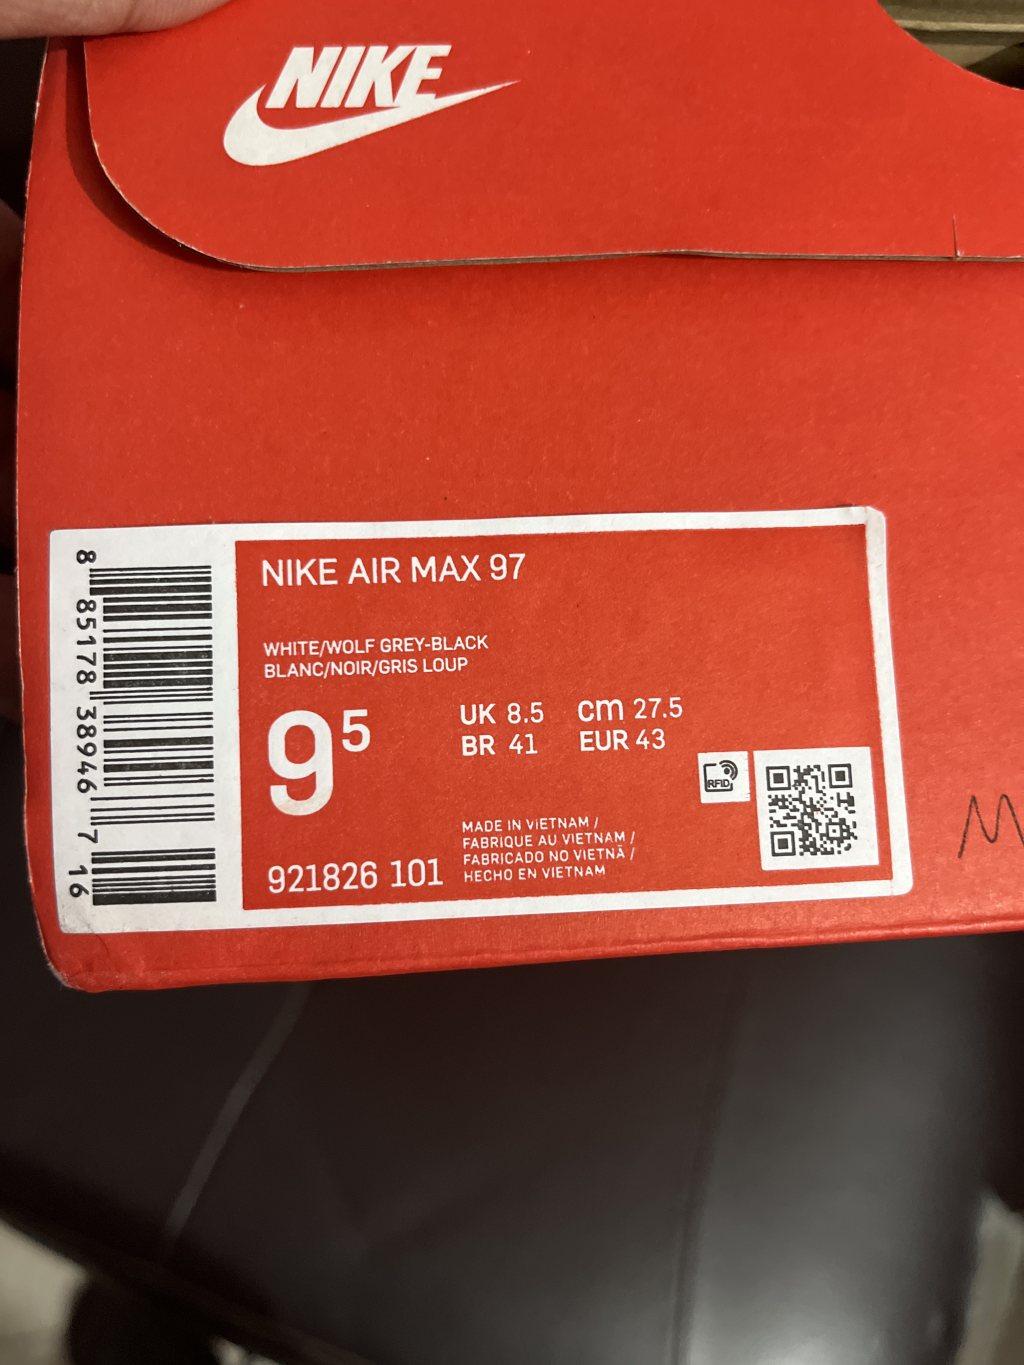 NIKE
NIKE AIR MAX 97
WHITE/WOLF GREY-BLACK
BLANC/NOIR/GRIS LOUP
9⁵
UK 8.5 cm 27.5
BR 41 EUR 43
RFID
MADE IN VIETNAM /
FABRIQUE AU VIETNAM /
FABRICADO NO VIETNÃ /
HECHO EN VIETNAM
921826 101
8 85178 38946 7 16
M